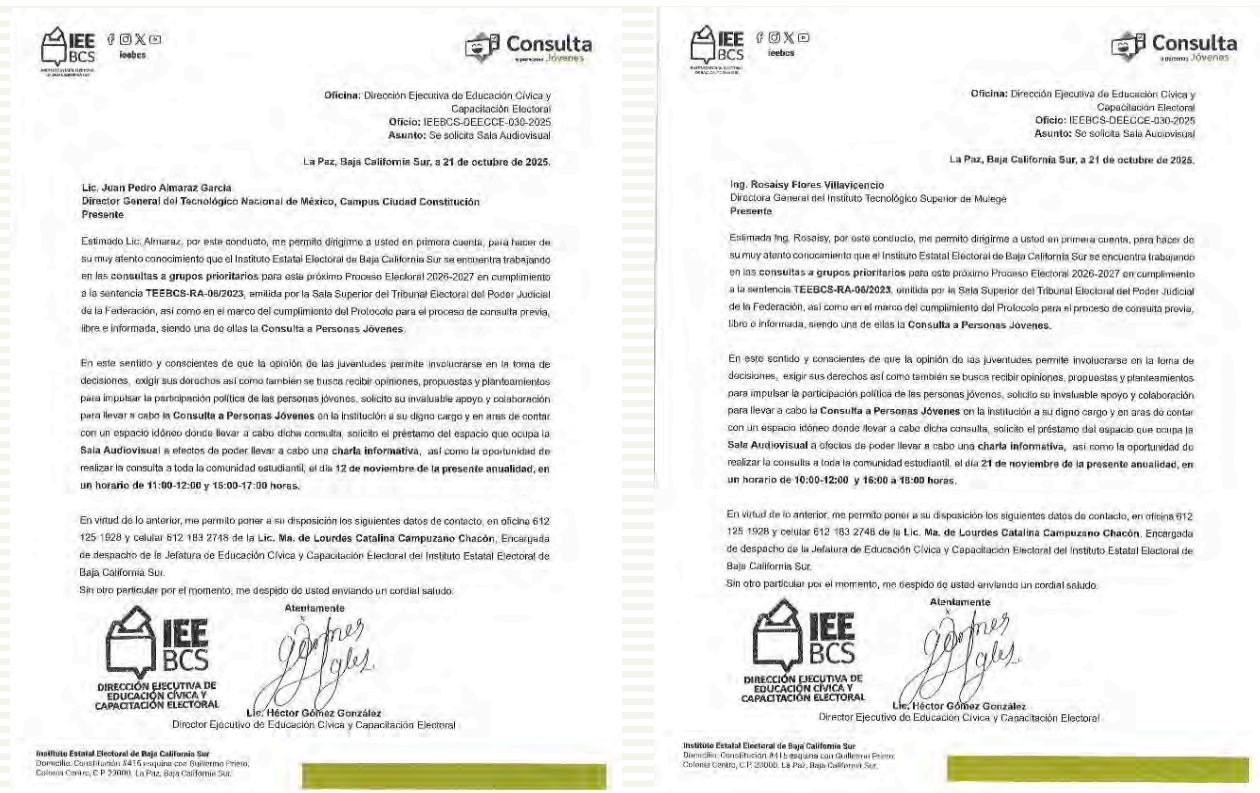 IEE
BCS
ieebcs
Consulta
a personas Jóvenes
Oficina: Dirección Ejecutiva de Educación Cívica y
Capacitación Electoral
Oficio: IEEBCS-DEECCE-030-2025
Asunto: Se solicita Sala Audiovisual
La Paz, Baja California Sur, a 21 de octubre de 2025.
Lic. Juan Pedro Almaraz Garcia
Director General del Tecnológico Nacional de México, Campus Ciudad Constitución
Presente
Estimado Lic. Almaraz, por este conducto, me permito dirigirme a usted en primera cuenta, para hacer de
su muy atento conocimiento que el Instituto Estatal Electoral de Baja California Sur se encuentra trabajando
en las consultas a grupos prioritarios para este próximo Proceso Electoral 2026-2027 en cumplimiento
a la sentencia TEEBCS-RA-06/2023, emitida por la Sala Superior del Tribunal Electoral del Poder Judicial
de la Federación, así como en el marco del cumplimiento del Protocolo para el proceso de consulta previa,
libre e informada, siendo una de ellas la Consulta a Personas Jóvenes.
En este sentido y conscientes de que la opinión de las juventudes permite involucrarse en la toma de
decisiones, exigir sus derechos así como también se busca recibir opiniones, propuestas y planteamientos
para impulsar la participación política de las personas jóvenes, solicito su invaluable apoyo y colaboración
para llevar a cabo la Consulta a Personas Jóvenes en la institución a su digno cargo y en aras de contar
con un espacio idóneo donde llevar a cabo dicha consulta, solicito el préstamo del espacio que ocupa la
Sala Audiovisual a efectos de poder llevar a cabo una charla informativa, así como la oportunidad de
realizar la consulta a toda la comunidad estudiantil, el día 12 de noviembre de la presente anualidad, en
un horario de 11:00-12:00 y 16:00-17:00 horas.
En virtud de lo anterior, me permito poner a su disposición los siguientes datos de contacto, en oficina 612
125 1928 y celular 612 183 2748 de la Lic. Ma. de Lourdes Catalina Campuzano Chacón, Encargada
de despacho de la Jefatura de Educación Cívica y Capacitación Electoral del Instituto Estatal Electoral de
Baja California Sur.
Sin otro particular por el momento, me despido de usted enviando un cordial saludo.
Atentamente
IEE
BCS
DIRECCIÓN EJECUTIVA DE
EDUCACIÓN CÍVICA Y
CAPACITACIÓN ELECTORAL
Lic. Héctor Gómez González
Director Ejecutivo de Educación Cívica y Capacitación Electoral
Instituto Estatal Electoral de Baja California Sur
Domicilio: Constitución #415 esquina con Guillermo Prieto,
Colonia Centro, C.P. 23000. La Paz, Baja California Sur.
IEE
BCS
ieebcs
Consulta
a personas Jóvenes
Oficina: Dirección Ejecutiva de Educación Cívica y
Capacitación Electoral
Oficio: IEEBCS-DEECCE-030-2025
Asunto: Se solicita Sala Audiovisual
La Paz, Baja California Sur, a 21 de octubre de 2025.
Ing. Rosaisy Flores Villavicencio
Directora General del Instituto Tecnológico Superior de Mulegé
Presente
Estimada Ing. Rosaisy, por este conducto, me permito dirigirme a usted en primera cuenta, para hacer de
su muy atento conocimiento que el Instituto Estatal Electoral de Baja California Sur se encuentra trabajando
en las consultas a grupos prioritarios para este próximo Proceso Electoral 2026-2027 en cumplimiento
a la sentencia TEEBCS-RA-06/2023, emitida por la Sala Superior del Tribunal Electoral del Poder Judicial
de la Federación, así como en el marco del cumplimiento del Protocolo para el proceso de consulta previa,
libre e informada, siendo una de ellas la Consulta a Personas Jóvenes.
En este sentido y conscientes de que la opinión de las juventudes permite involucrarse en la toma de
decisiones, exigir sus derechos así como también se busca recibir opiniones, propuestas y planteamientos
para impulsar la participación política de las personas jóvenes, solicito su invaluable apoyo y colaboración
para llevar a cabo la Consulta a Personas Jóvenes en la institución a su digno cargo y en aras de contar
con un espacio idóneo donde llevar a cabo dicha consulta, solicito el préstamo del espacio que ocupa la
Sala Audiovisual a efectos de poder llevar a cabo una charla informativa, así como la oportunidad de
realizar la consulta a toda la comunidad estudiantil, el día 21 de noviembre de la presente anualidad, en
un horario de 10:00-12:00 y 16:00 a 18:00 horas.
En virtud de lo anterior, me permito poner a su disposición los siguientes datos de contacto, en oficina 612
125 1928 y celular 612 183 2748 de la Lic. Ma. de Lourdes Catalina Campuzano Chacón, Encargada
de despacho de la Jefatura de Educación Cívica y Capacitación Electoral del Instituto Estatal Electoral de
Baja California Sur.
Sin otro particular por el momento, me despido de usted enviando un cordial saludo.
Atentamente
IEE
BCS
DIRECCIÓN EJECUTIVA DE
EDUCACIÓN CÍVICA Y
CAPACITACIÓN ELECTORAL
Lic. Héctor Gómez González
Director Ejecutivo de Educación Cívica y Capacitación Electoral
Instituto Estatal Electoral de Baja California Sur
Domicilio: Constitución #415 esquina con Guillermo Prieto,
Colonia Centro, C.P. 23000. La Paz, Baja California Sur.